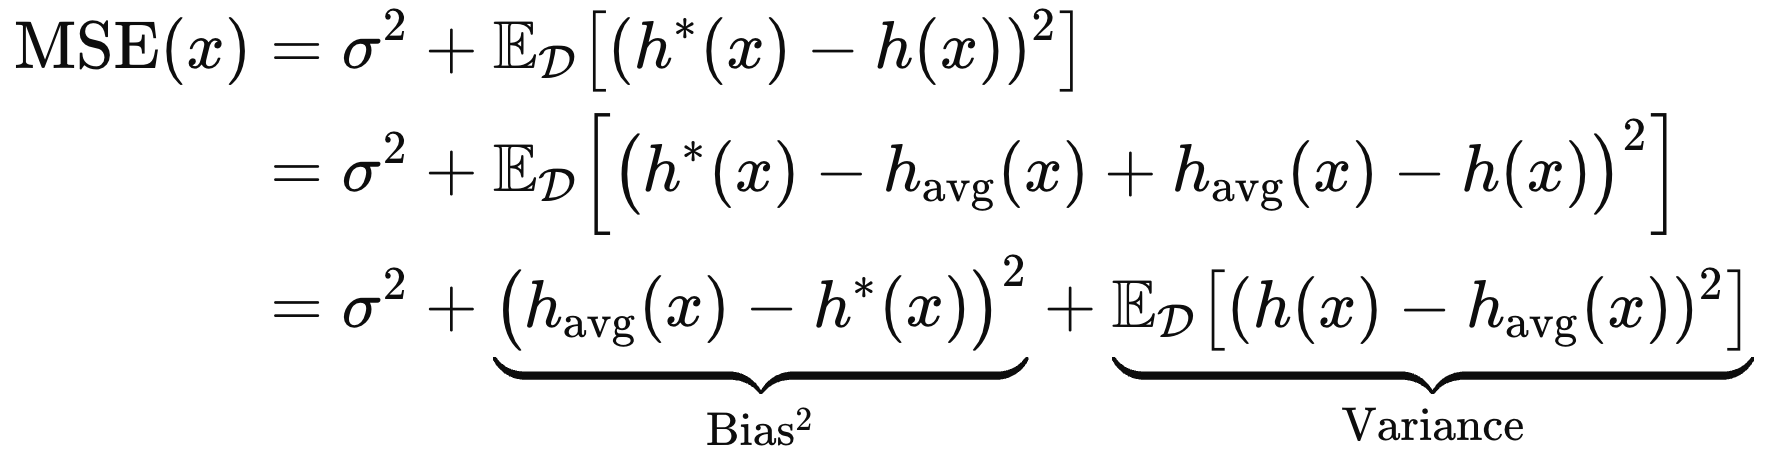 MSE(x) = σ² + 𝔼_𝒟[(h*(x) − h(x))²]
= σ² + 𝔼_𝒟[(h*(x) − h_avg(x) + h_avg(x) − h(x))²]
= σ² + (h_avg(x) − h*(x))² + 𝔼_𝒟[(h(x) − h_avg(x))²]
Bias² Variance